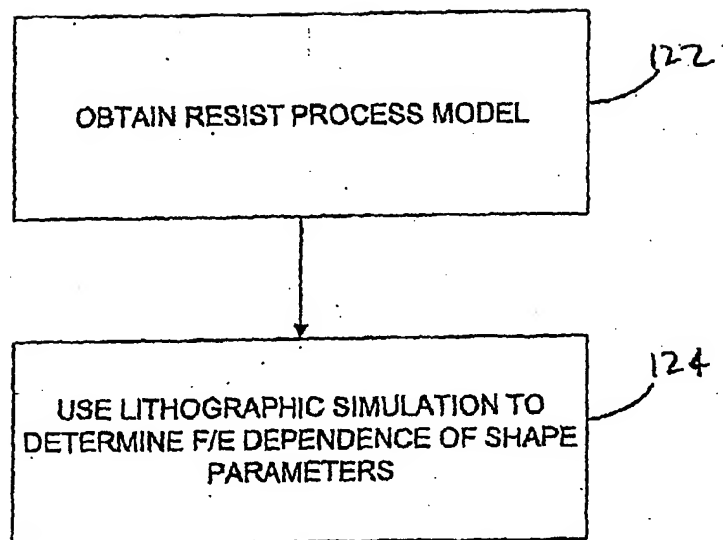 122
OBTAIN RESIST PROCESS MODEL
124
USE LITHOGRAPHIC SIMULATION TO
DETERMINE F/E DEPENDENCE OF SHAPE
PARAMETERS